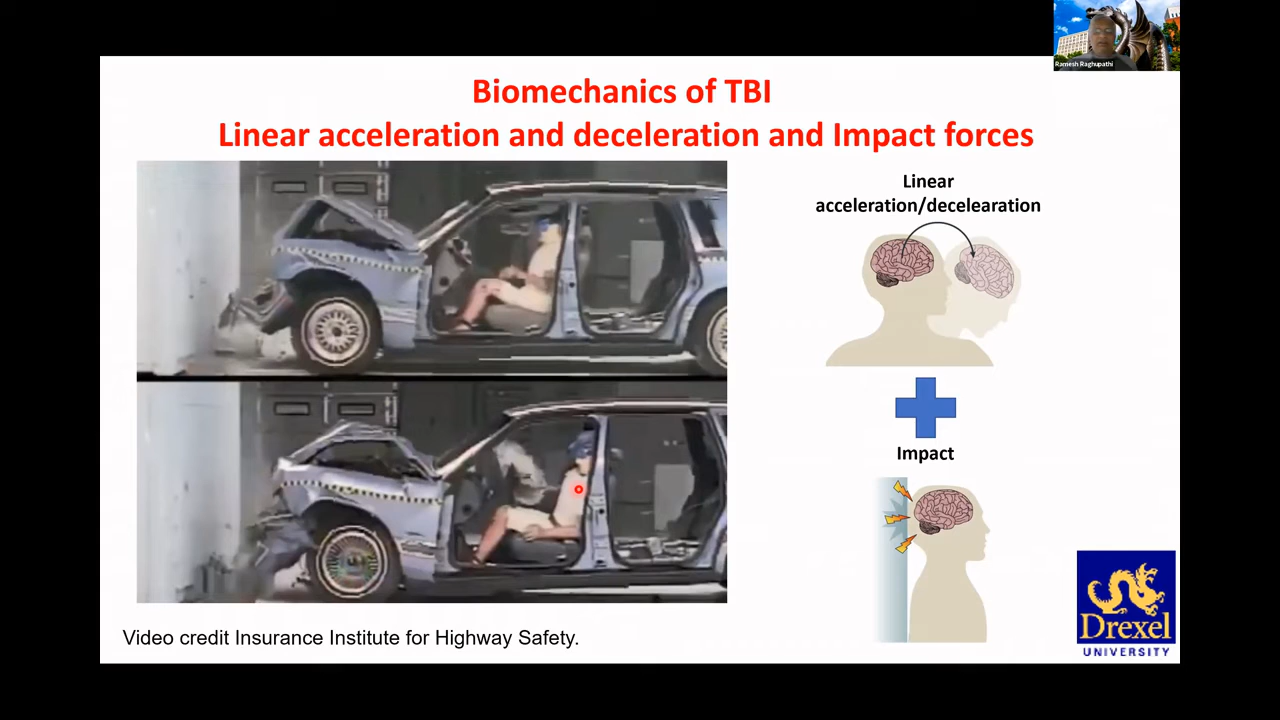 Ramesh Raghupathi
Biomechanics of TBI
Linear acceleration and deceleration and Impact forces
Linear
acceleration/decelearation
Impact
Drexel
UNIVERSITY
Video credit Insurance Institute for Highway Safety.